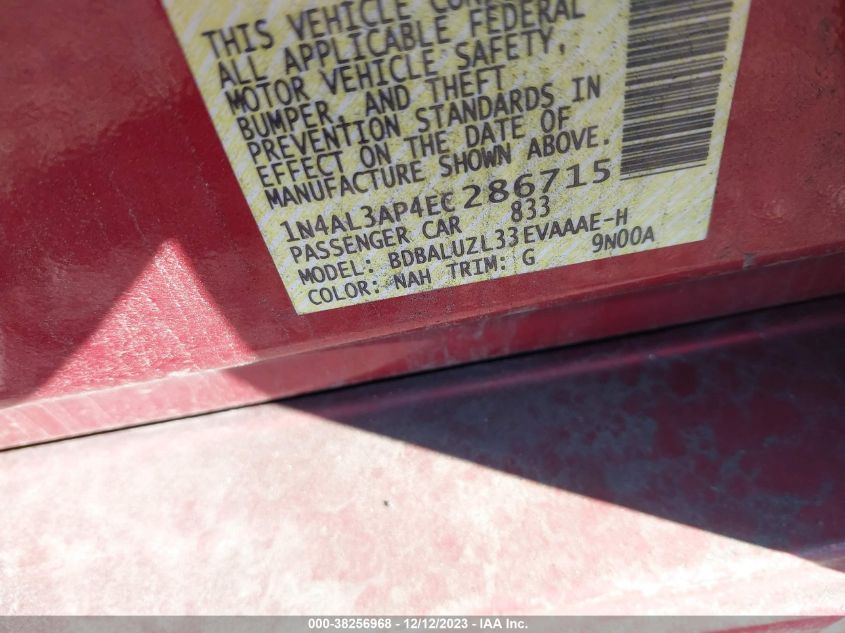 THIS VEHICLE
ALL APPLICABLE FEDERAL
MOTOR VEHICLE SAFETY,
BUMPER, AND THEFT
PREVENTION STANDARDS IN
EFFECT ON THE DATE OF
MANUFACTURE SHOWN ABOVE.
1N4AL3AP4EC286715
PASSENGER CAR 833
MODEL: BDBALUZL33EVAAAE-H
COLOR: NAH TRIM: G 9N00A
000-38256968 - 12/12/2023 - IAA Inc.